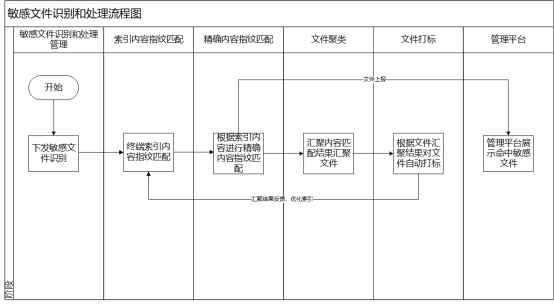 敏感文件识别和处理流程图
敏感文件识别和处理
管理
索引内容指纹匹配
精确内容指纹匹配
文件聚类
文件打标
管理平台
开始
文件上报
下发敏感文
件识别
终端索引内
容指纹匹配
根据索引内
容进行精确
内容指纹匹
配
汇聚内容匹
配结果汇聚
文件
根据文件汇
聚结果对文
件自动打标
管理平台展
示命中敏感
文件
汇聚结果反馈、优化索引
阶段